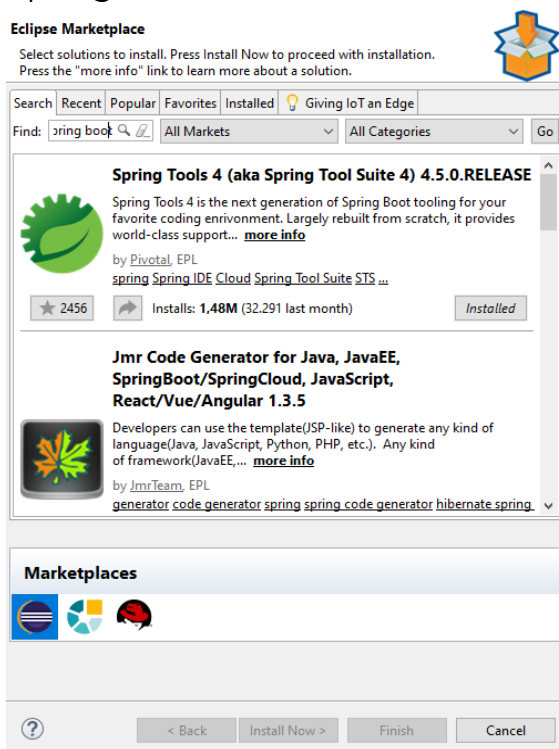 Eclipse Marketplace
Select solutions to install. Press Install Now to proceed with installation.
Press the "more info" link to learn more about a solution.
Search Recent Popular Favorites Installed Giving IoT an Edge
Find: pring boot All Markets All Categories Go
Spring Tools 4 (aka Spring Tool Suite 4) 4.5.0.RELEASE
Spring Tools 4 is the next generation of Spring Boot tooling for your
favorite coding enrivonment. Largely rebuilt from scratch, it provides
world-class support... more info
by Pivotal, EPL
spring Spring IDE Cloud Spring Tool Suite STS ...
2456 Installs: 1,48M (32.291 last month) Installed
Jmr Code Generator for Java, JavaEE,
SpringBoot/SpringCloud, JavaScript,
React/Vue/Angular 1.3.5
Developers can use the template(JSP-like) to generate any kind of
language(Java, JavaScript, Python, PHP, etc.). Any kind
of framework(JavaEE,... more info
by JmrTeam, EPL
generator code generator spring spring code generator hibernate spring
Marketplaces
? < Back Install Now > Finish Cancel